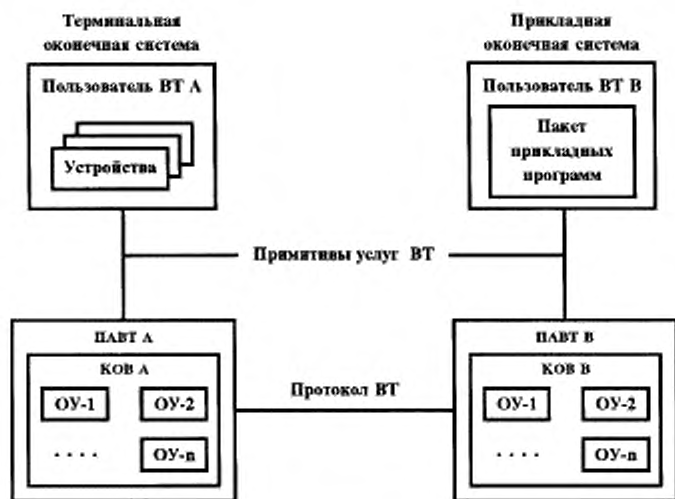 Терминальная
оконечная система
Прикладная
оконечная система
Пользователь ВТ А
Устройства
Пользователь ВТ В
Пакет
прикладных
программ
Примитивы услуг ВТ
ПАВТ А
КОВ А
ОУ-1
ОУ-2
. . . .
ОУ-n
Протокол ВТ
ПАВТ В
КОВ В
ОУ-1
ОУ-2
. . . .
ОУ-n